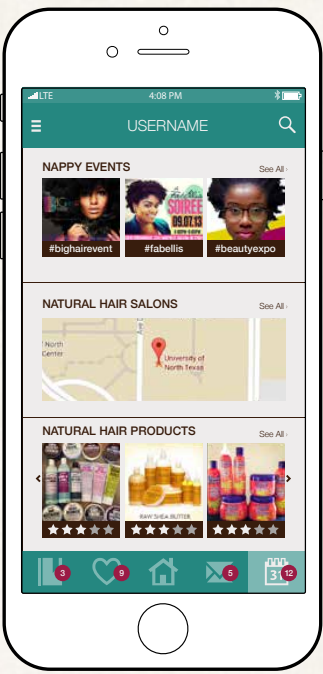 LTE 4:08 PM
USERNAME
NAPPY EVENTS See All ›
SOIREE
09.07.13
#bighairevent #fabellis #beautyexpo
NATURAL HAIR SALONS See All ›
North
Center
University of
North Texas
NATURAL HAIR PRODUCTS See All ›
‹ ›
RAW SHEA BUTTER
3 9 5 31 12